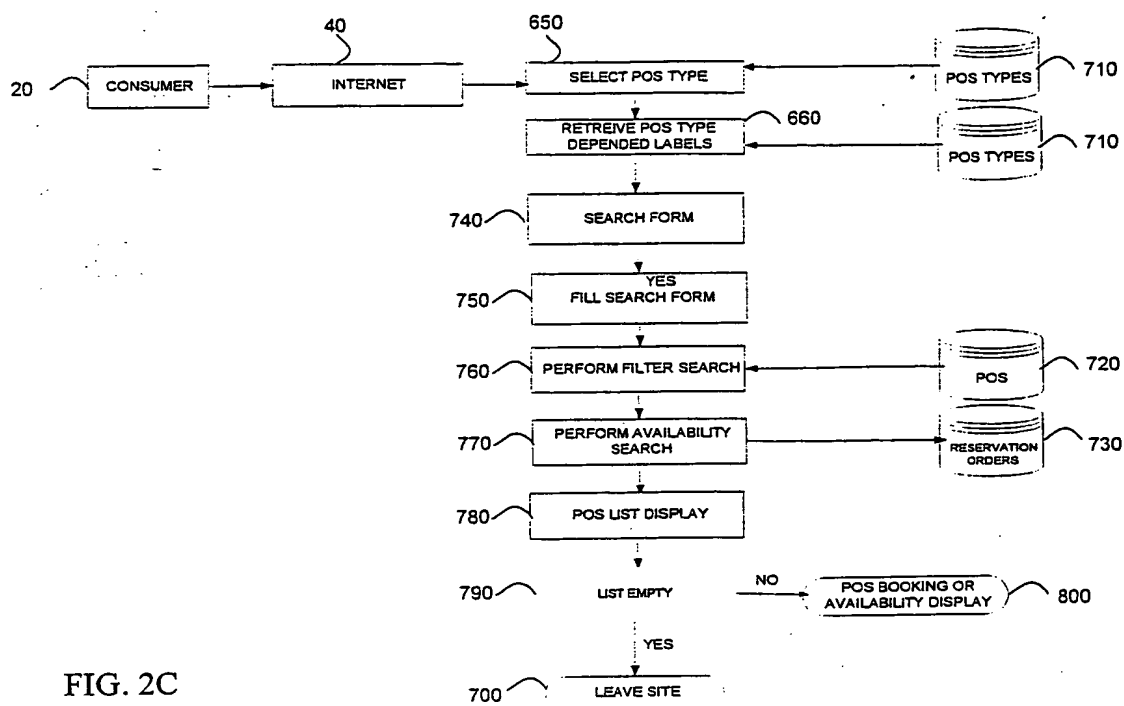 40
650
20
CONSUMER
INTERNET
SELECT POS TYPE
POS TYPES
710
660
RETREIVE POS TYPE
DEPENDED LABELS
POS TYPES
710
740
SEARCH FORM
YES
750
FILL SEARCH FORM
760
PERFORM FILTER SEARCH
POS
720
770
PERFORM AVAILABILITY
SEARCH
RESERVATION
ORDERS
730
780
POS LIST DISPLAY
790
LIST EMPTY
NO
POS BOOKING OR
AVAILABILITY DISPLAY
800
YES
700
LEAVE SITE
FIG. 2C